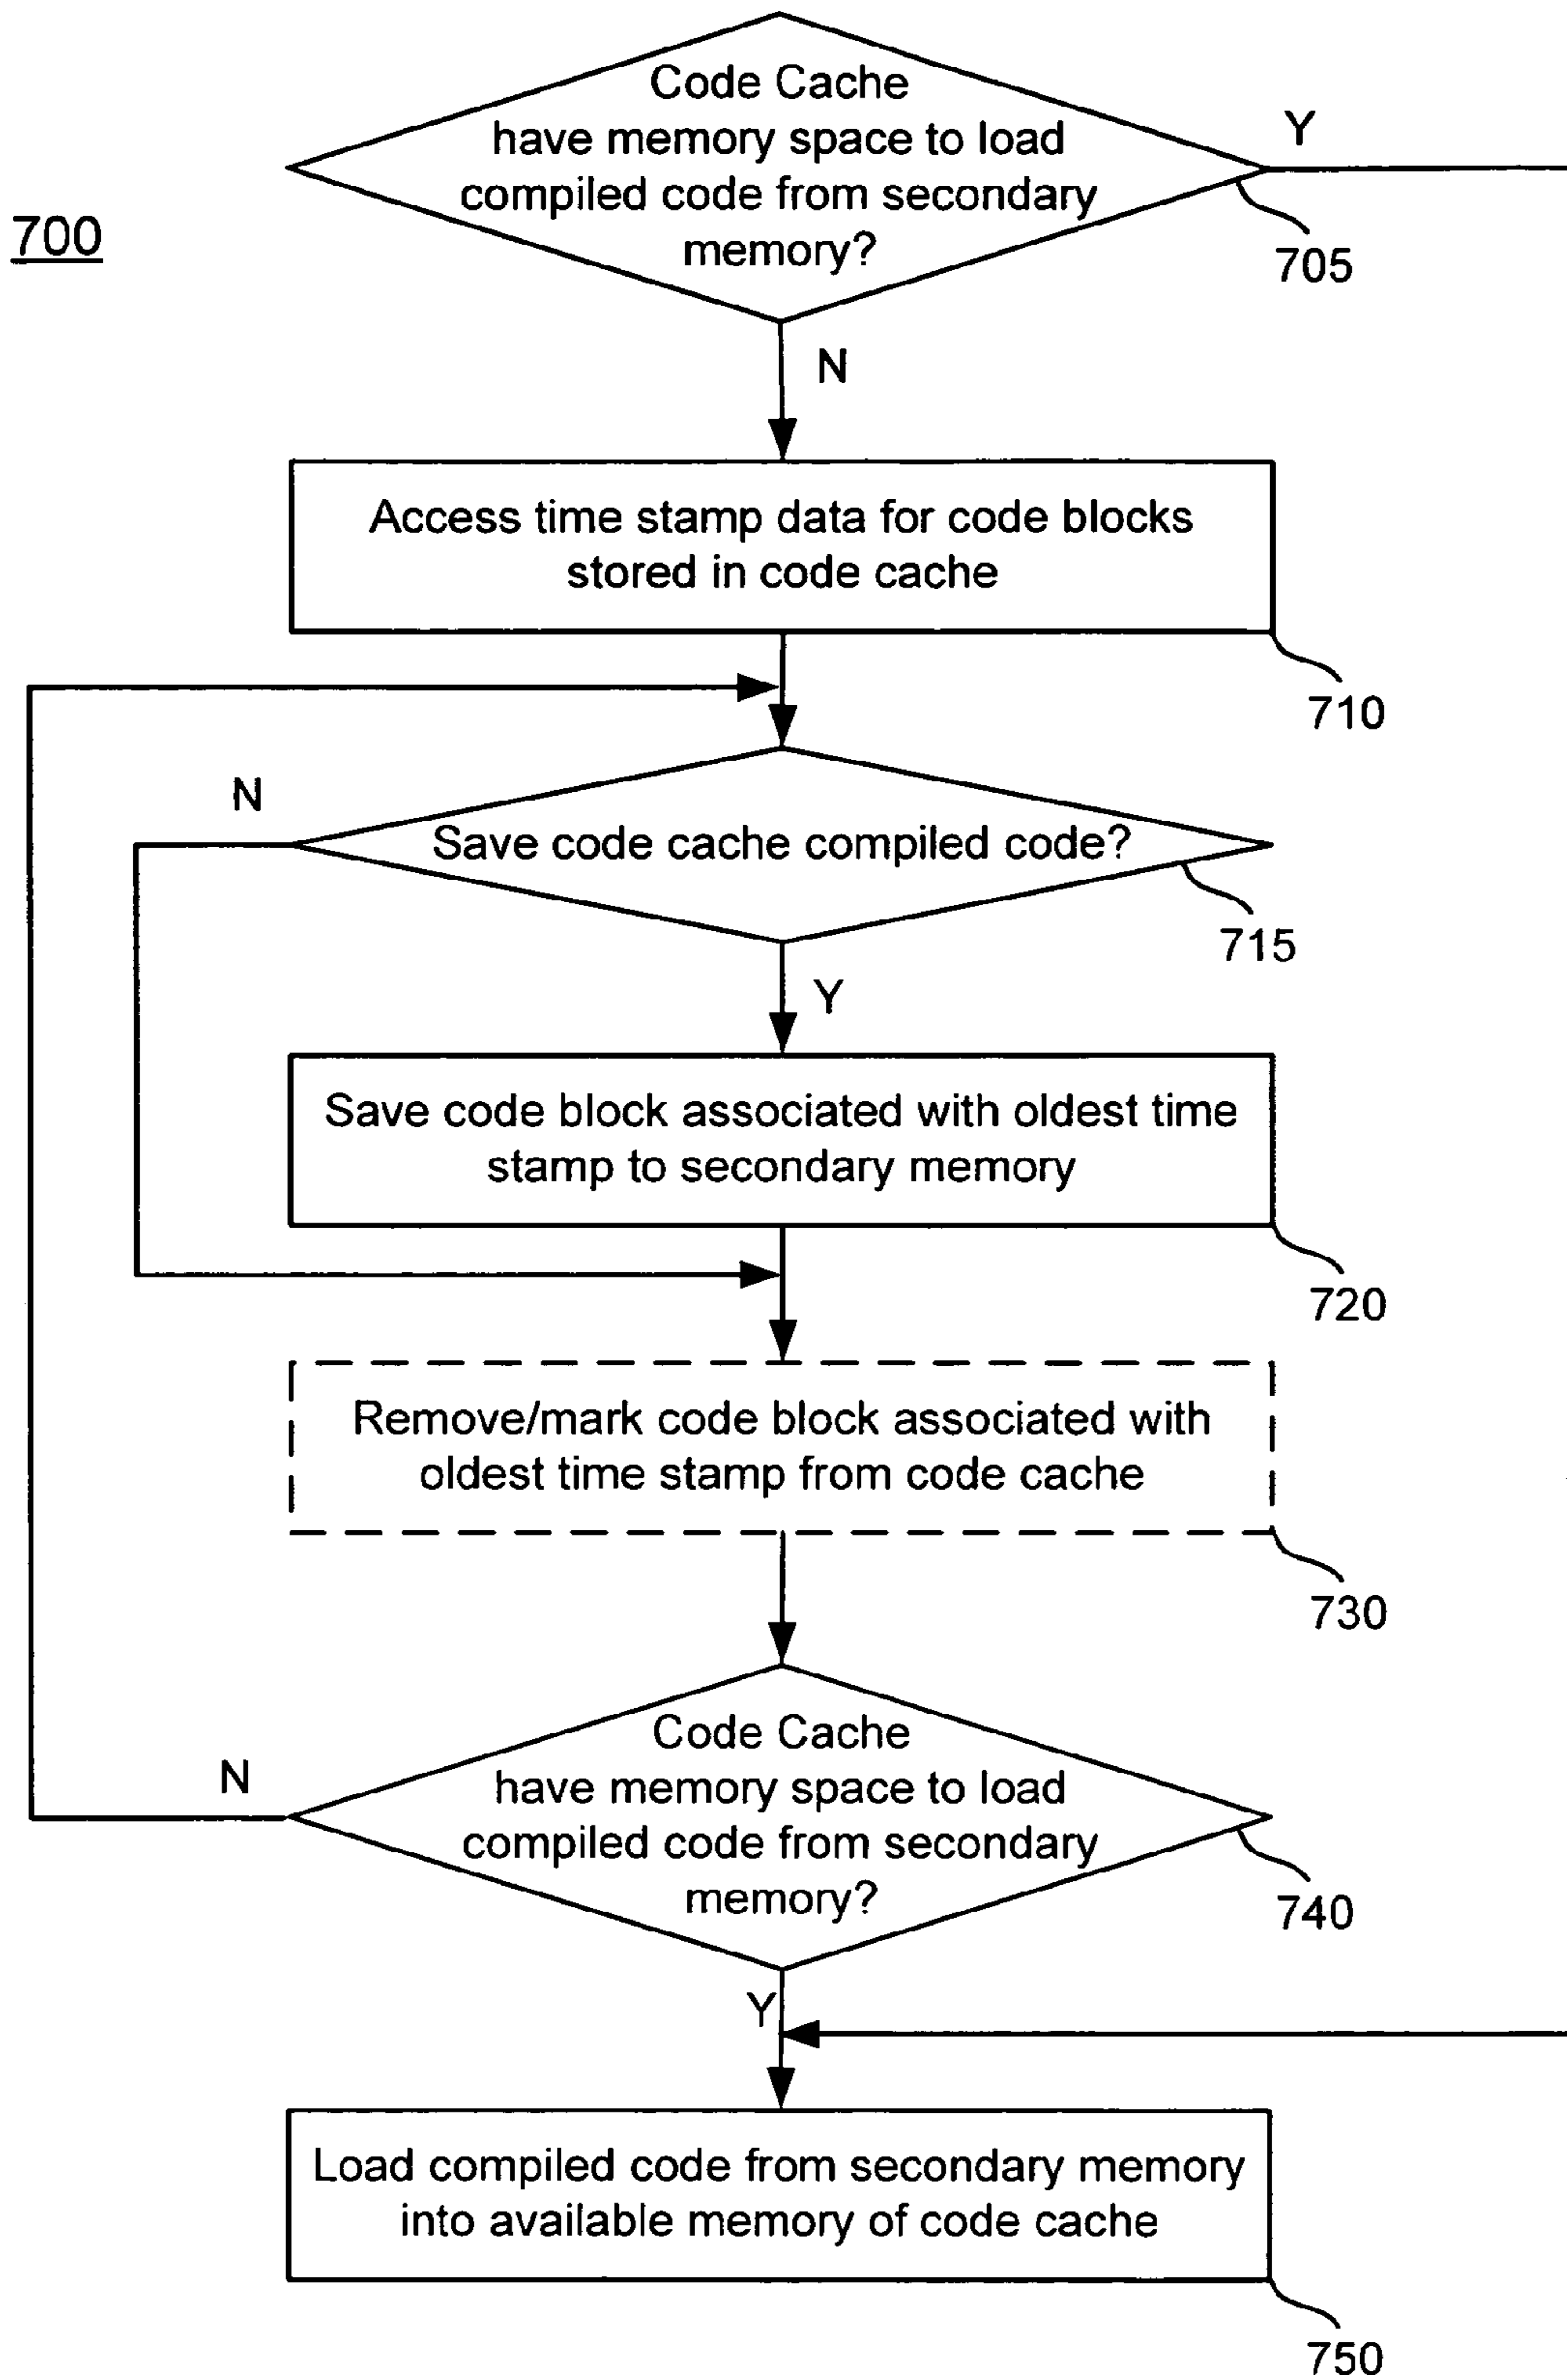 Code Cache
have memory space to load
compiled code from secondary
memory?
Y
705
700
N
Access time stamp data for code blocks
stored in code cache
710
N
Save code cache compiled code?
715
Y
Save code block associated with oldest time
stamp to secondary memory
720
Remove/mark code block associated with
oldest time stamp from code cache
730
Code Cache
have memory space to load
compiled code from secondary
memory?
N
740
Y
Load compiled code from secondary memory
into available memory of code cache
750